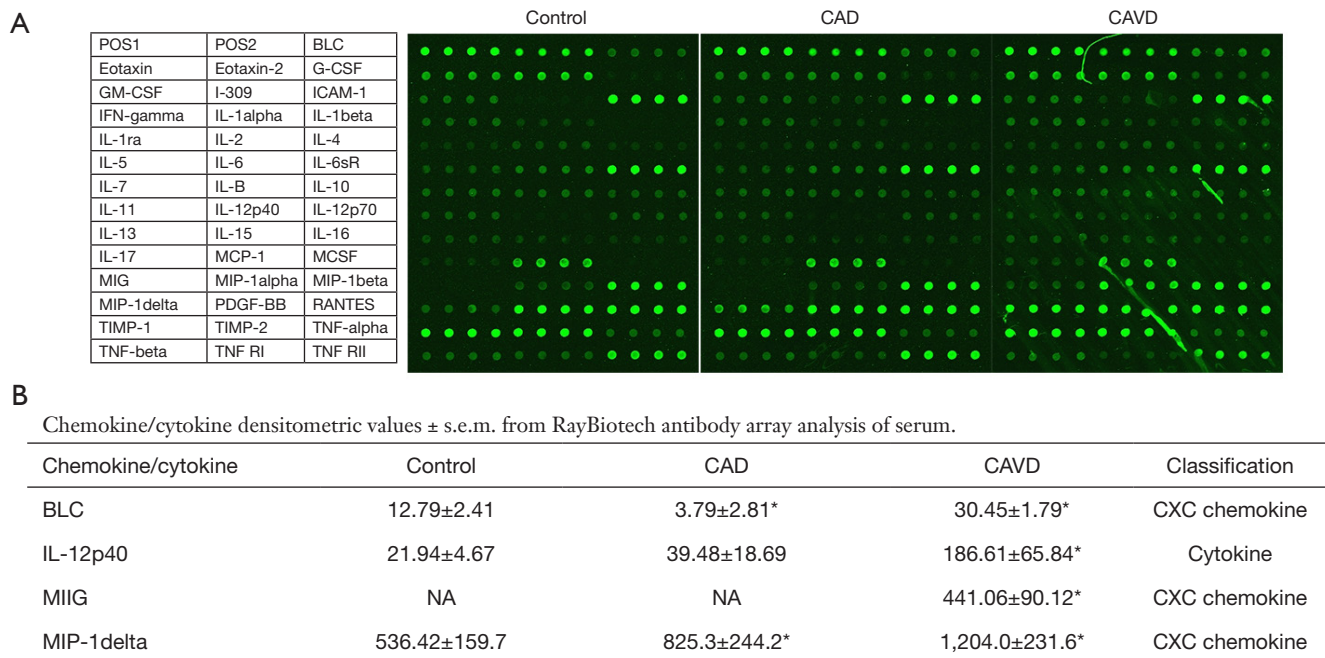 A
Control CAD CAVD
POS1 POS2 BLC
Eotaxin Eotaxin-2 G-CSF
GM-CSF I-309 ICAM-1
IFN-gamma IL-1alpha IL-1beta
IL-1ra IL-2 IL-4
IL-5 IL-6 IL-6sR
IL-7 IL-B IL-10
IL-11 IL-12p40 IL-12p70
IL-13 IL-15 IL-16
IL-17 MCP-1 MCSF
MIG MIP-1alpha MIP-1beta
MIP-1delta PDGF-BB RANTES
TIMP-1 TIMP-2 TNF-alpha
TNF-beta TNF RI TNF RII
B
Chemokine/cytokine densitometric values ± s.e.m. from RayBiotech antibody array analysis of serum.
Chemokine/cytokine Control CAD CAVD Classification
BLC 12.79±2.41 3.79±2.81* 30.45±1.79* CXC chemokine
IL-12p40 21.94±4.67 39.48±18.69 186.61±65.84* Cytokine
MIIG NA NA 441.06±90.12* CXC chemokine
MIP-1delta 536.42±159.7 825.3±244.2* 1,204.0±231.6* CXC chemokine